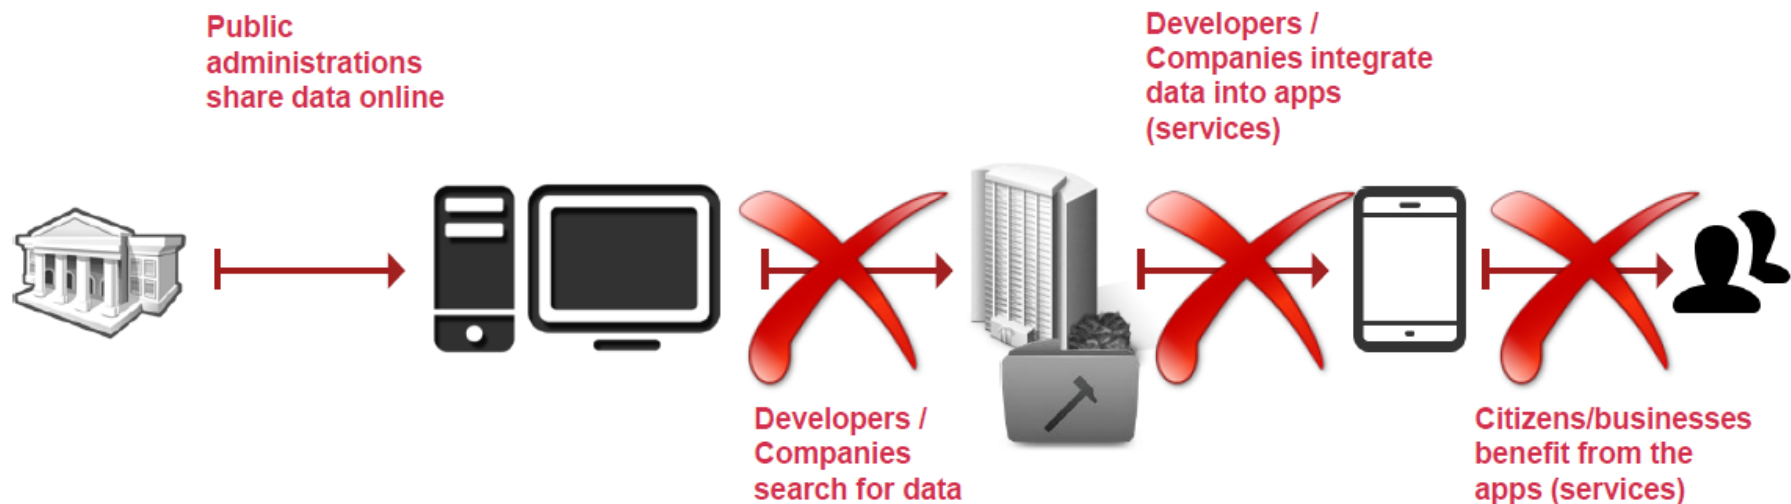 Public
administrations
share data online
Developers /
Companies
search for data
Developers /
Companies integrate
data into apps
(services)
Citizens/businesses
benefit from the
apps (services)